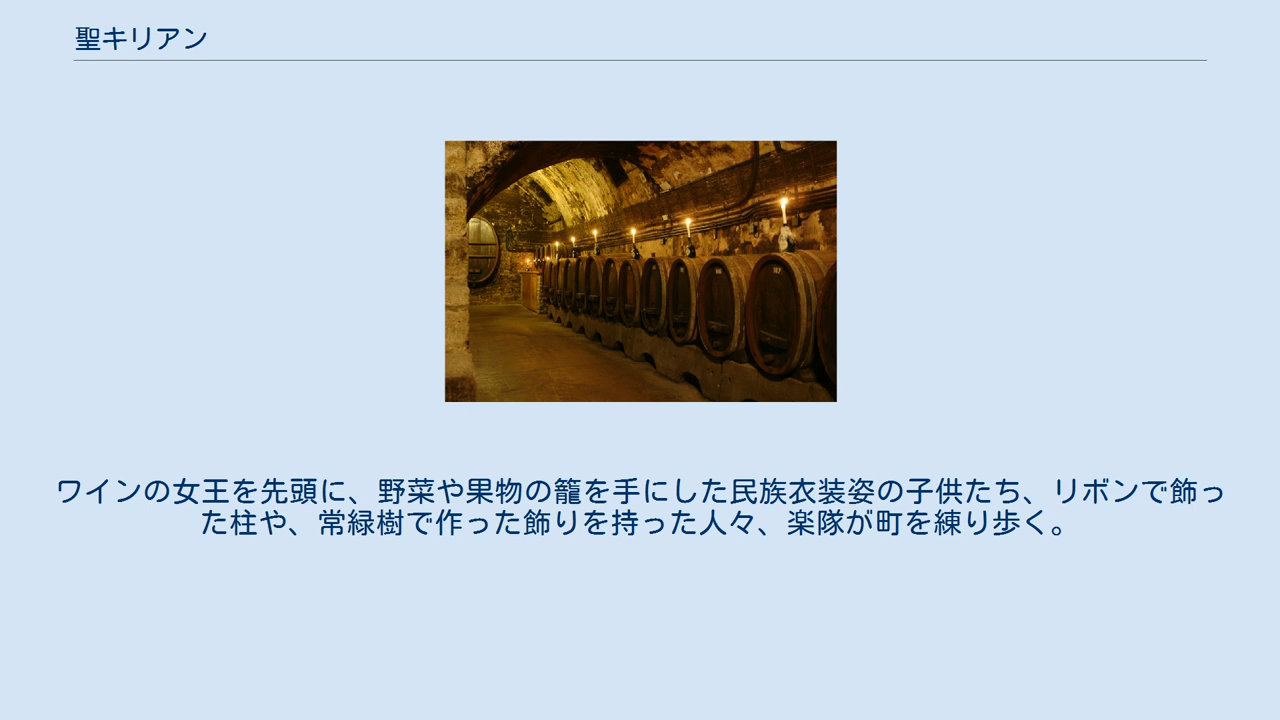 聖キリアン
ワインの女王を先頭に、野菜や果物の籠を手にした民族衣装姿の子供たち、リボンで飾っ
た柱や、常緑樹で作った飾りを持った人々、楽隊が町を練り歩く。